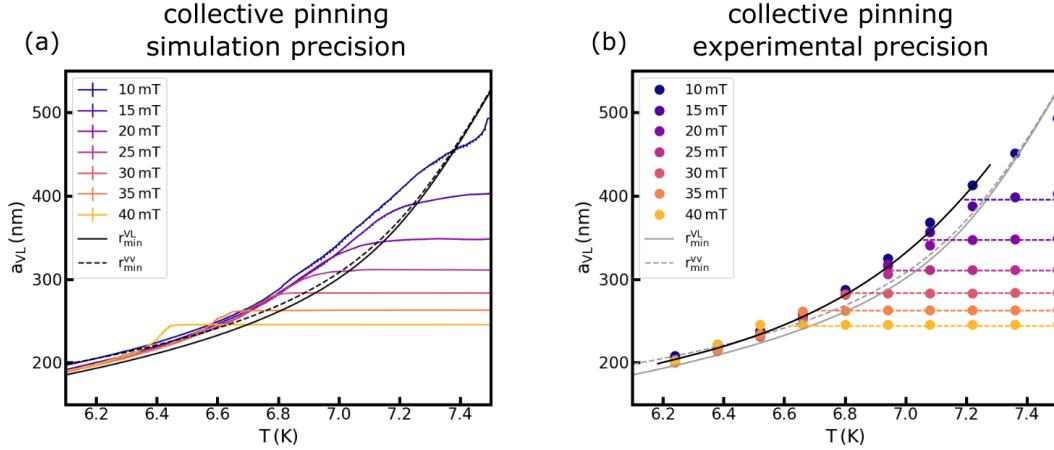 collective pinning
simulation precision
(a)
10 mT
15 mT
20 mT
25 mT
30 mT
35 mT
40 mT
r_min^VL
r_min^vv
a_VL (nm)
500
400
300
200
6.2 6.4 6.6 6.8 7.0 7.2 7.4
T (K)
collective pinning
experimental precision
(b)
10 mT
15 mT
20 mT
25 mT
30 mT
35 mT
40 mT
r_min^VL
r_min^vv
a_VL (nm)
500
400
300
200
6.2 6.4 6.6 6.8 7.0 7.2 7.4
T (K)